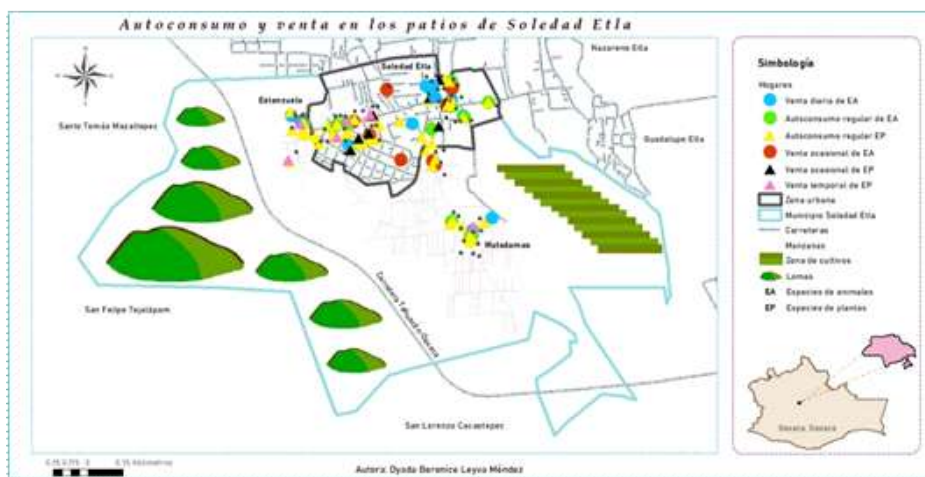 Autoconsumo y venta en los patios de Soledad Etla
Nazareno Etla
Soledad Etla
Estanzuela
Santo Tomás Mazaltepec
Guadalupe Etla
Matadamas
San Felipe Tejalápam
San Lorenzo Cacaotepec
Autora: Dysda Berenice Leyva Méndez
Simbología
Hogares
Venta diaria de EA
Autoconsumo regular de EA
Autoconsumo regular EP
Venta ocasional de EA
Venta ocasional de EP
Venta temporal de EP
Zona urbana
Municipio Soledad Etla
Carreteras
Manzanas
Zona de cultivos
Lomas
EA Especies de animales
EP Especies de plantas
Oaxaca, Oaxaca